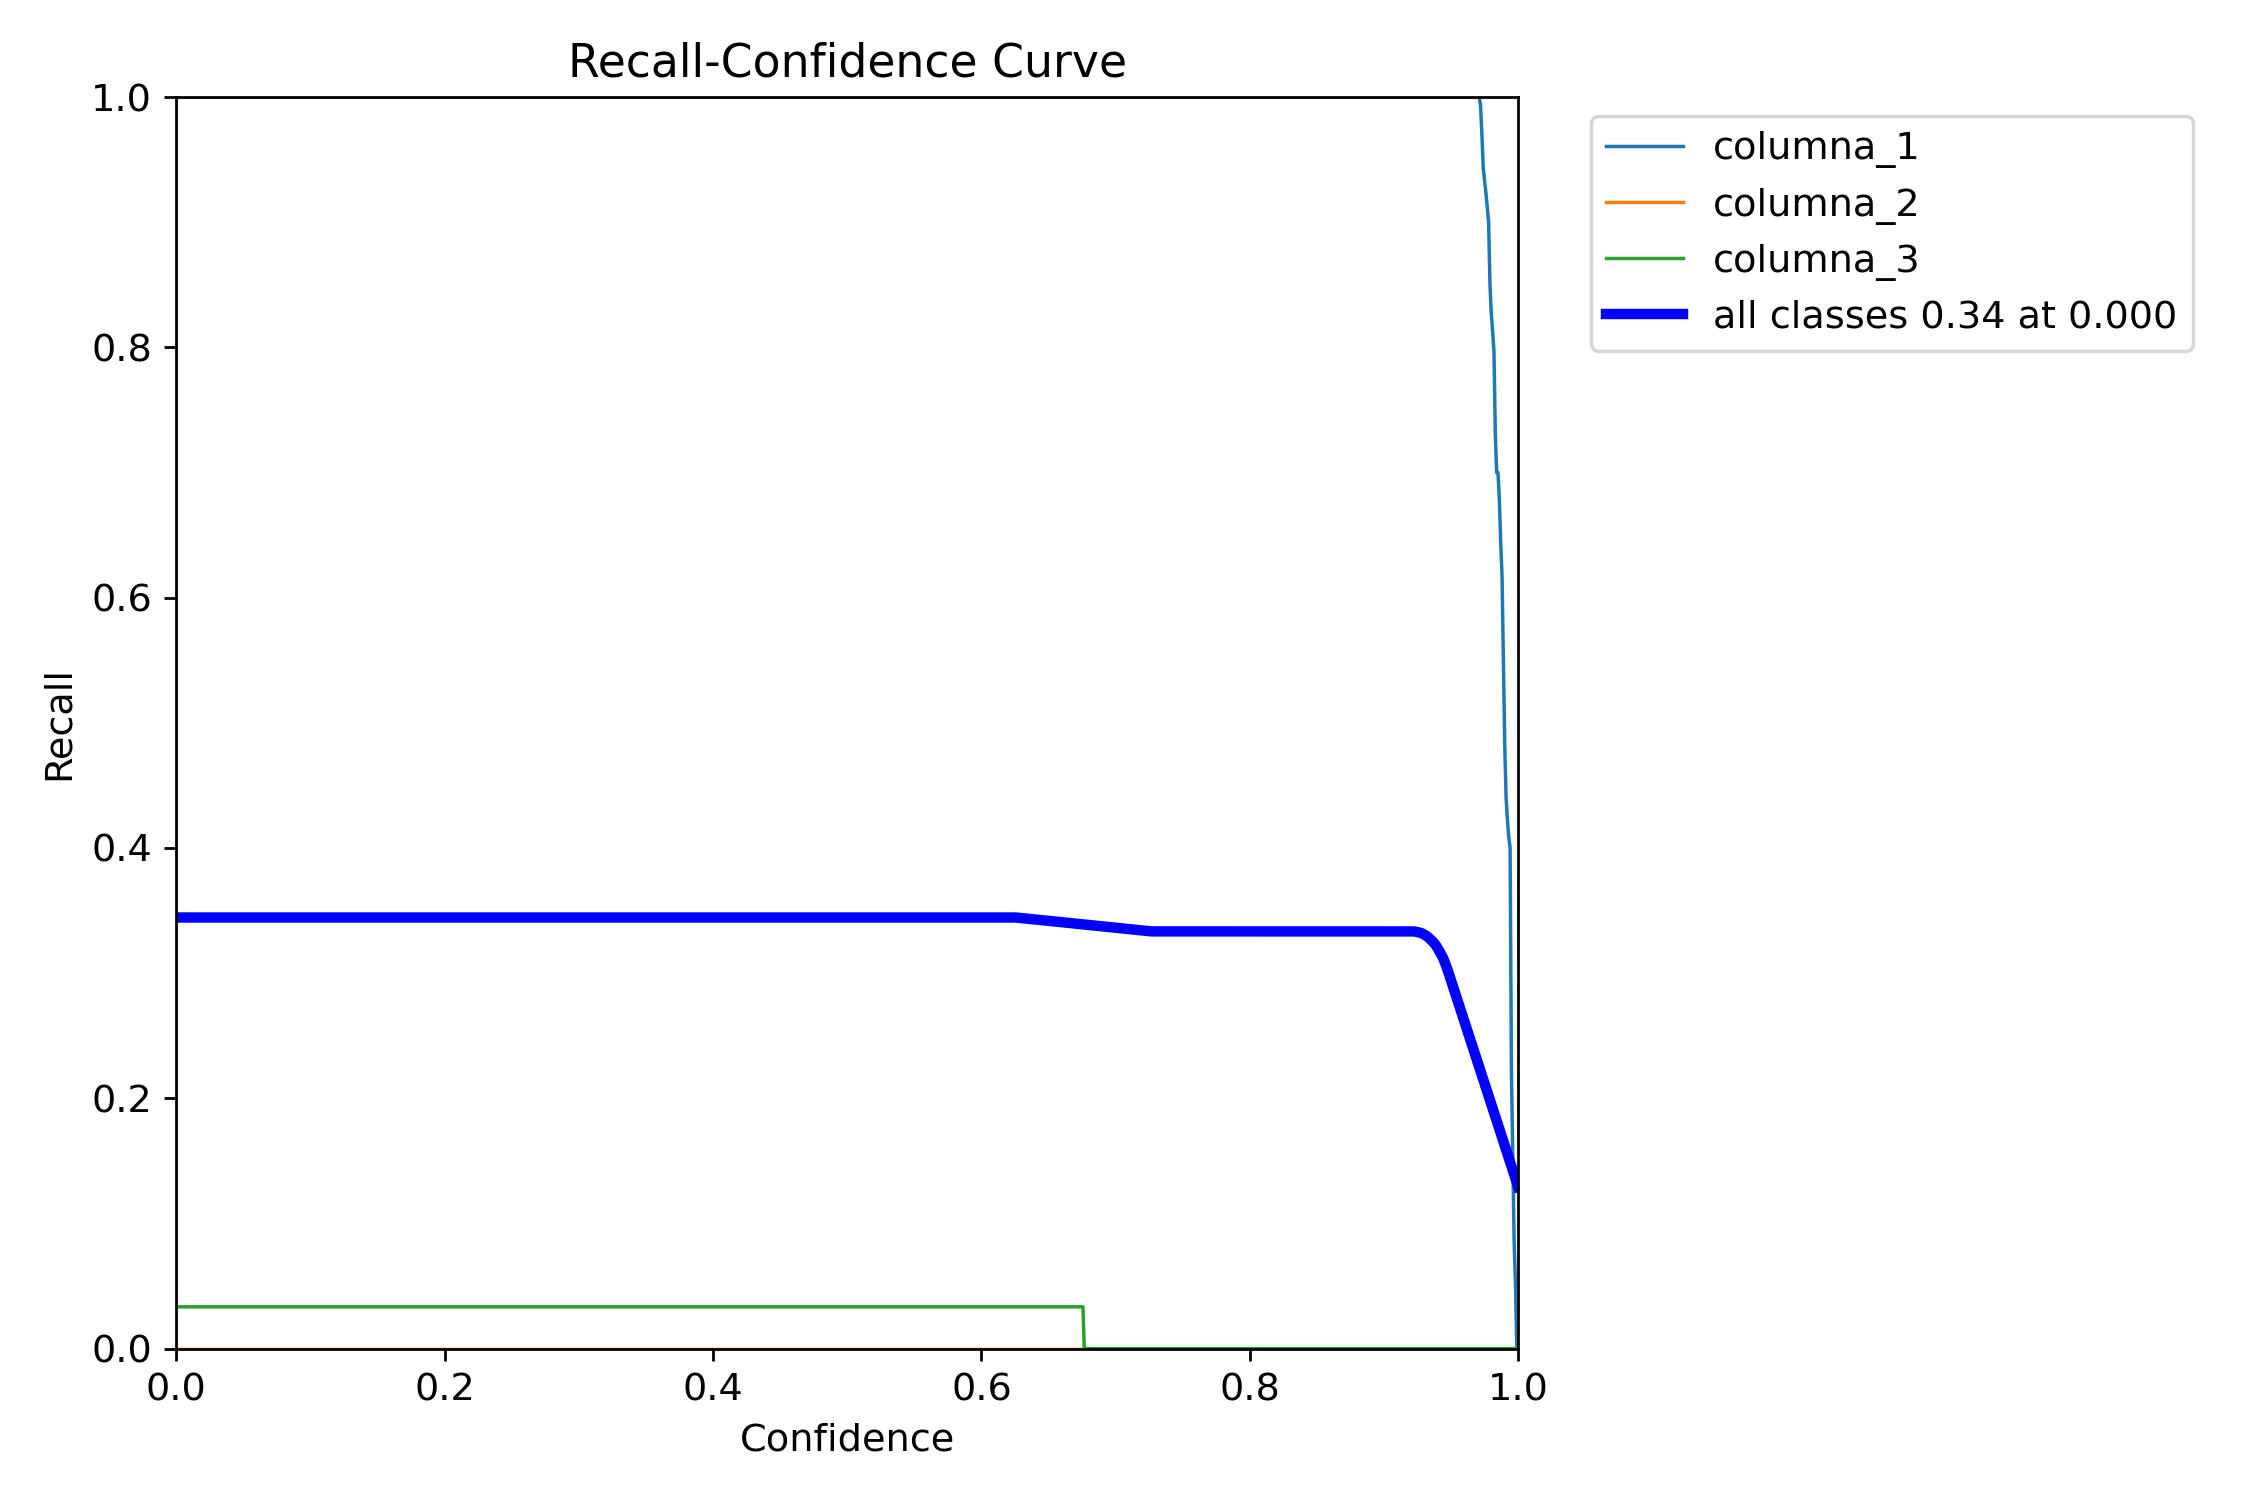 Recall-Confidence Curve
1.0
0.8
0.6
0.4
0.2
0.0
Recall
0.0 0.2 0.4 0.6 0.8 1.0
Confidence
columna_1
columna_2
columna_3
all classes 0.34 at 0.000